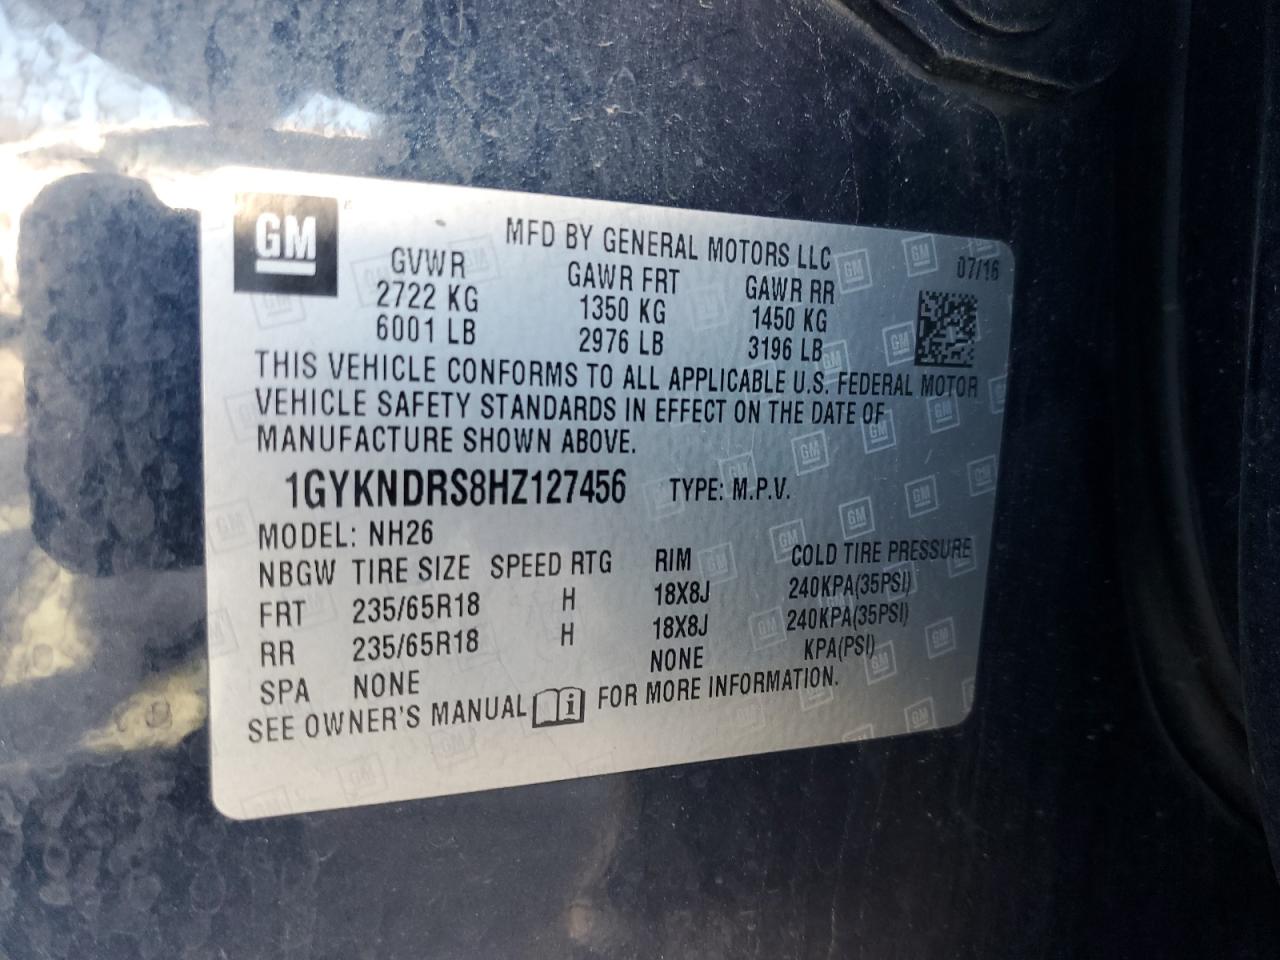 GM
MFD BY GENERAL MOTORS LLC
07/16
GVWR GAWR FRT GAWR RR
2722 KG 1350 KG 1450 KG
6001 LB 2976 LB 3196 LB
THIS VEHICLE CONFORMS TO ALL APPLICABLE U.S. FEDERAL MOTOR
VEHICLE SAFETY STANDARDS IN EFFECT ON THE DATE OF
MANUFACTURE SHOWN ABOVE.
1GYKNDRS8HZ127456 TYPE: M.P.V.
MODEL: NH26
NBGW TIRE SIZE SPEED RTG RIM COLD TIRE PRESSURE
FRT 235/65R18 H 18X8J 240KPA(35PSI)
RR 235/65R18 H 18X8J 240KPA(35PSI)
SPA NONE NONE KPA(PSI)
SEE OWNER'S MANUAL i FOR MORE INFORMATION.